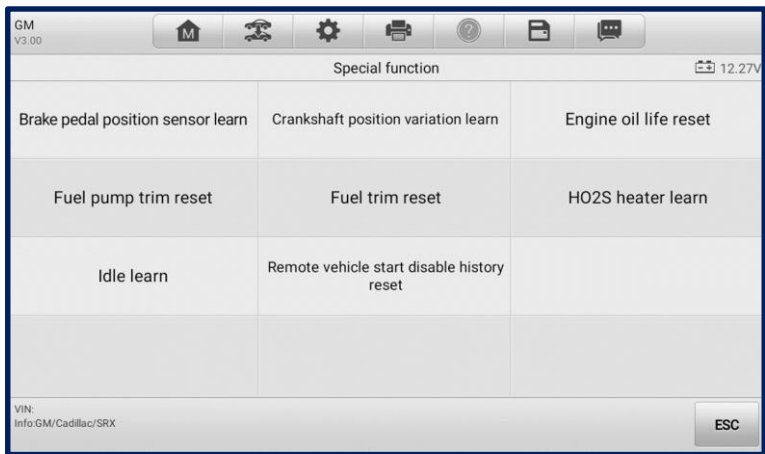 GM
V3.00
M
Special function
12.27V
Brake pedal position sensor learn
Crankshaft position variation learn
Engine oil life reset
Fuel pump trim reset
Fuel trim reset
HO2S heater learn
Idle learn
Remote vehicle start disable history
reset
VIN:
Info:GM/Cadillac/SRX
ESC